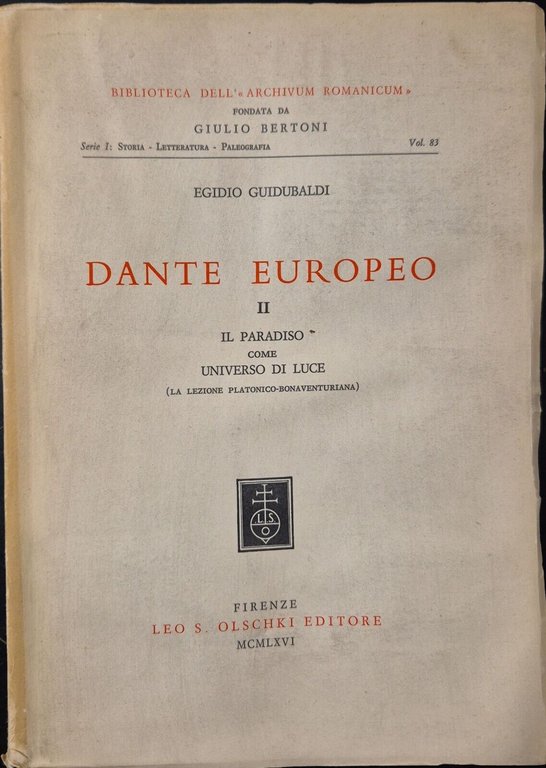 BIBLIOTECA DELL'« ARCHIVUM ROMANICUM»
FONDATA DA
GIULIO BERTONI
Serie I: STORIA - LETTERATURA - PALEOGRAFIA Vol. 83
EGIDIO GUIDUBALDI
DANTE EUROPEO
II
IL PARADISO
COME
UNIVERSO DI LUCE
(LA LEZIONE PLATONICO-BONAVENTURIANA)
L S
O
FIRENZE
LEO S. OLSCHKI EDITORE
MCMLXVI